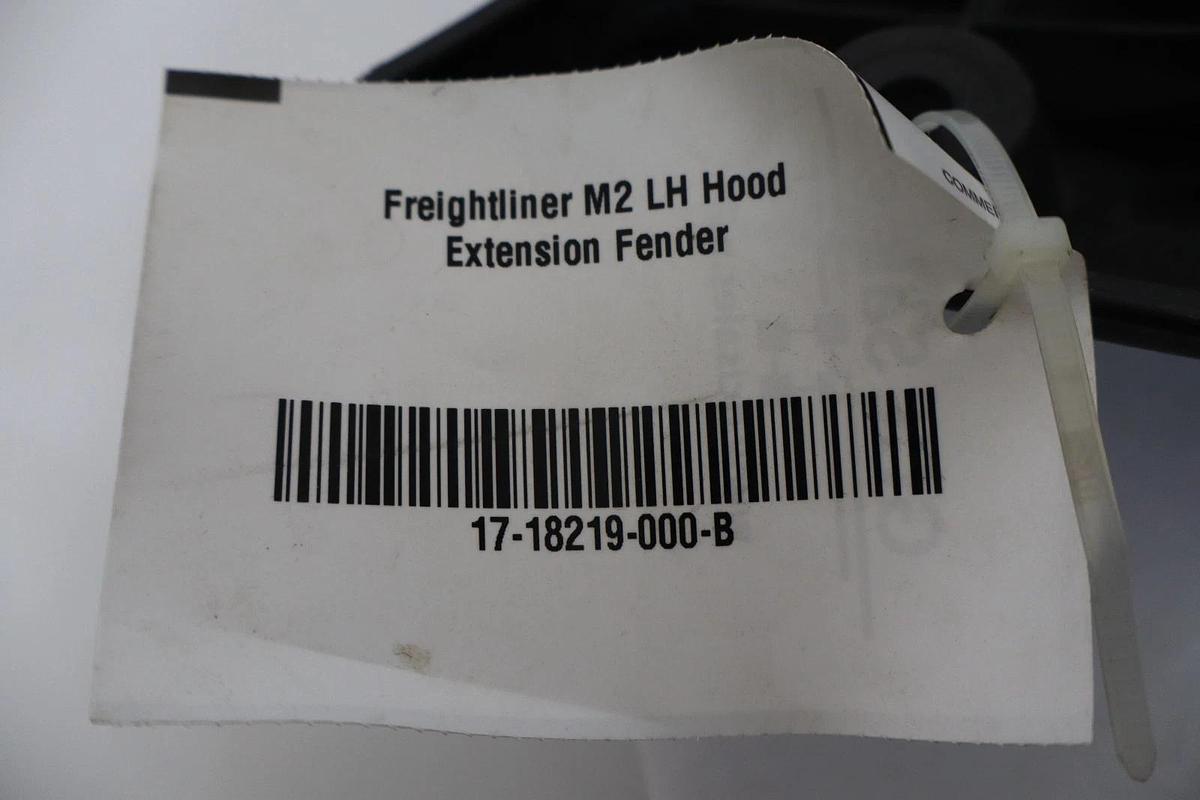 Freightliner M2 LH Hood
Extension Fender
17-18219-000-B